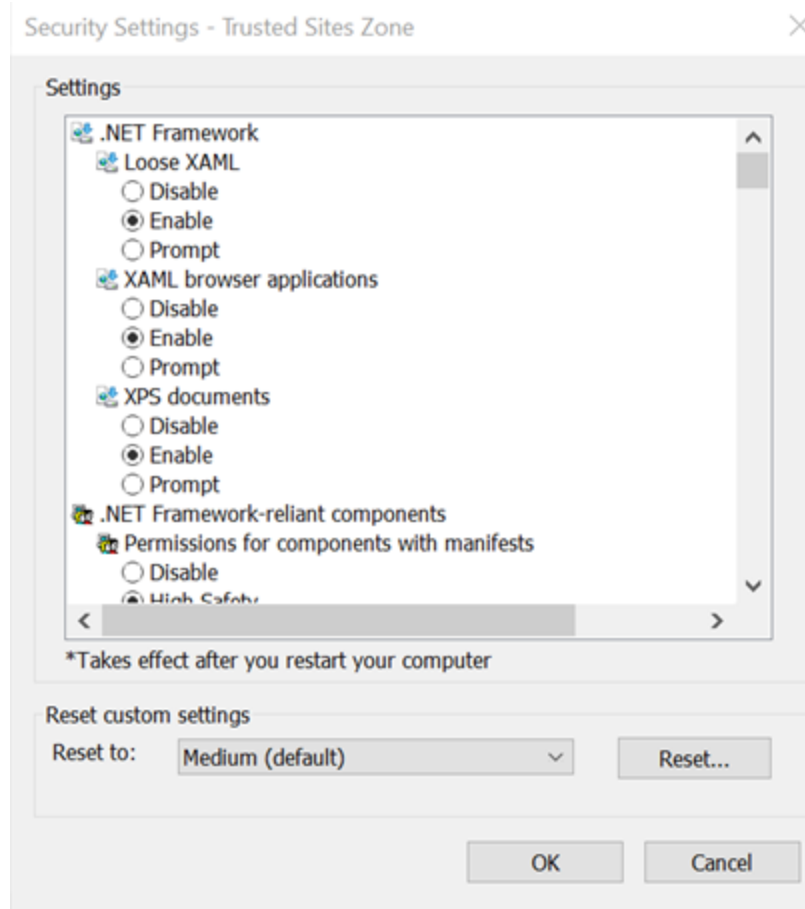 Security Settings - Trusted Sites Zone
Settings
.NET Framework
Loose XAML
Disable
Enable
Prompt
XAML browser applications
Disable
Enable
Prompt
XPS documents
Disable
Enable
Prompt
.NET Framework-reliant components
Permissions for components with manifests
Disable
High Safety
*Takes effect after you restart your computer
Reset custom settings
Reset to: Medium (default) Reset...
OK Cancel